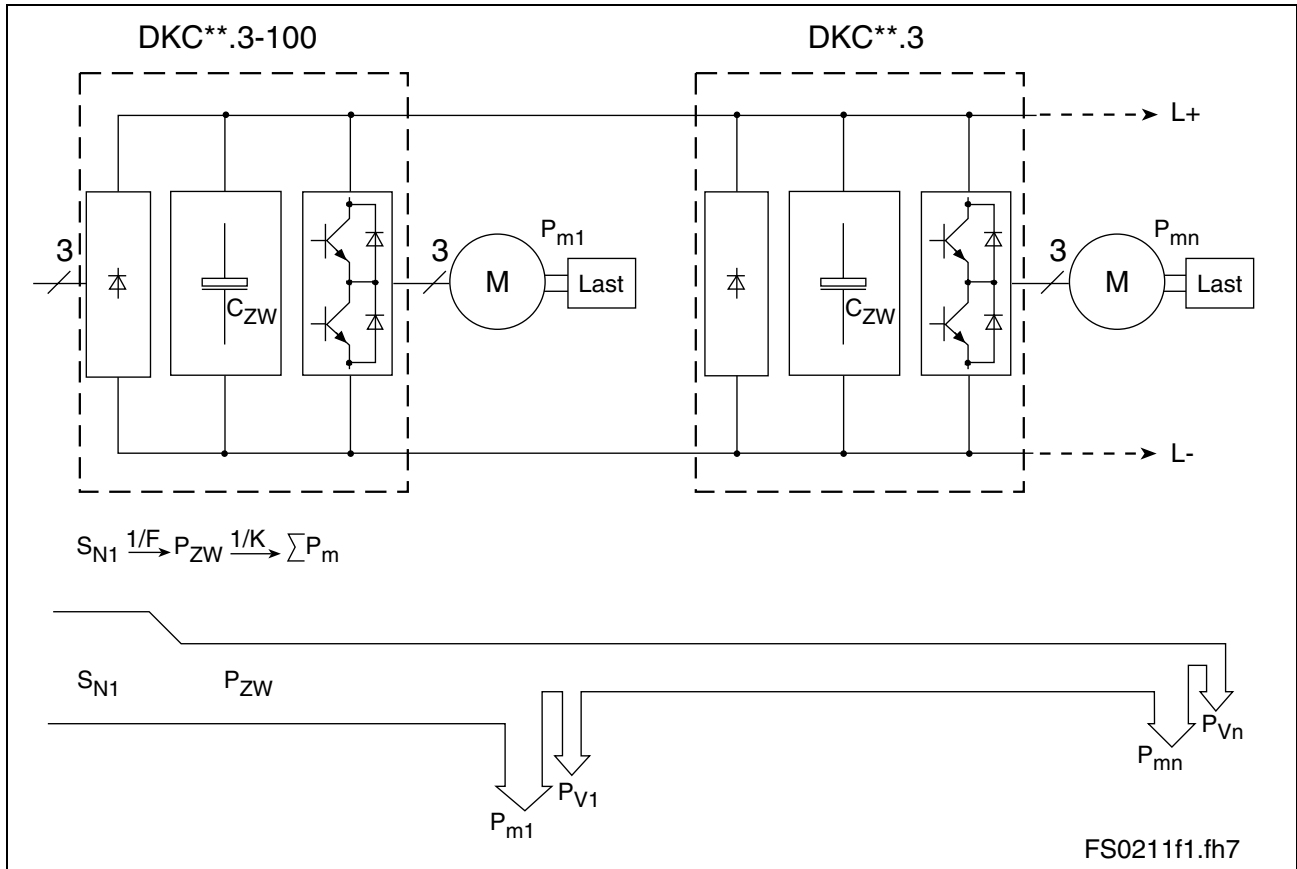 DKC**.3-100 DKC**.3
L+
3 C_ZW 3 M P_m1 Last
C_ZW 3 M P_mn Last
L-
S_N1 1/F → P_ZW 1/K → ∑P_m
S_N1 P_ZW
P_m1 P_V1 P_mn P_Vn
FS0211f1.fh7